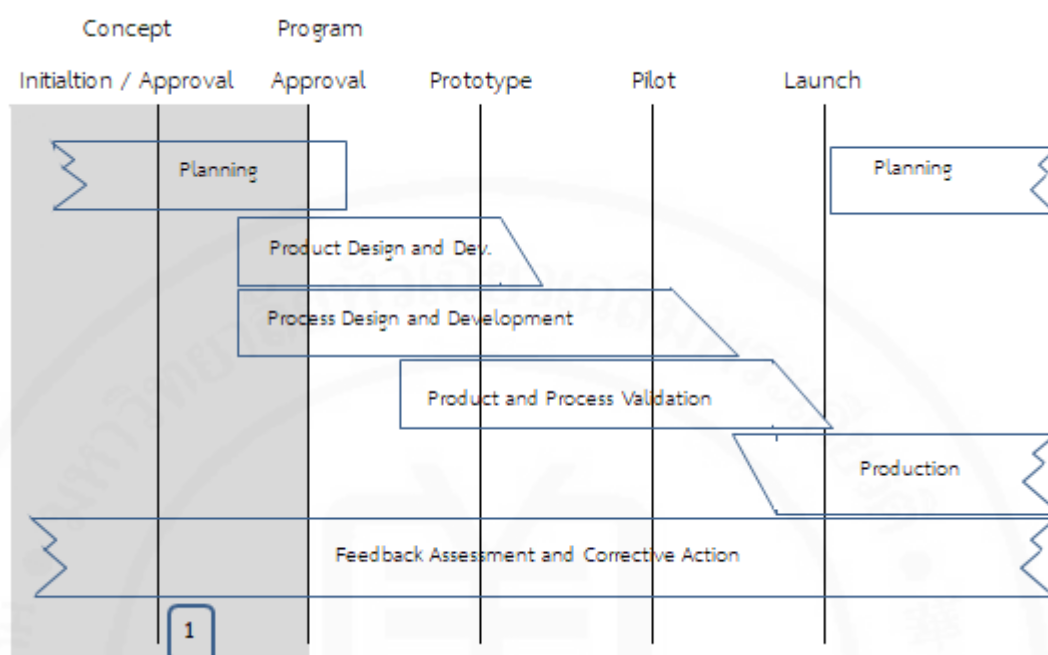 Concept Program
Initialtion / Approval Approval Prototype Pilot Launch
Planning Planning
Product Design and Dev.
Process Design and Development
Product and Process Validation
Production
Feedback Assessment and Corrective Action
1